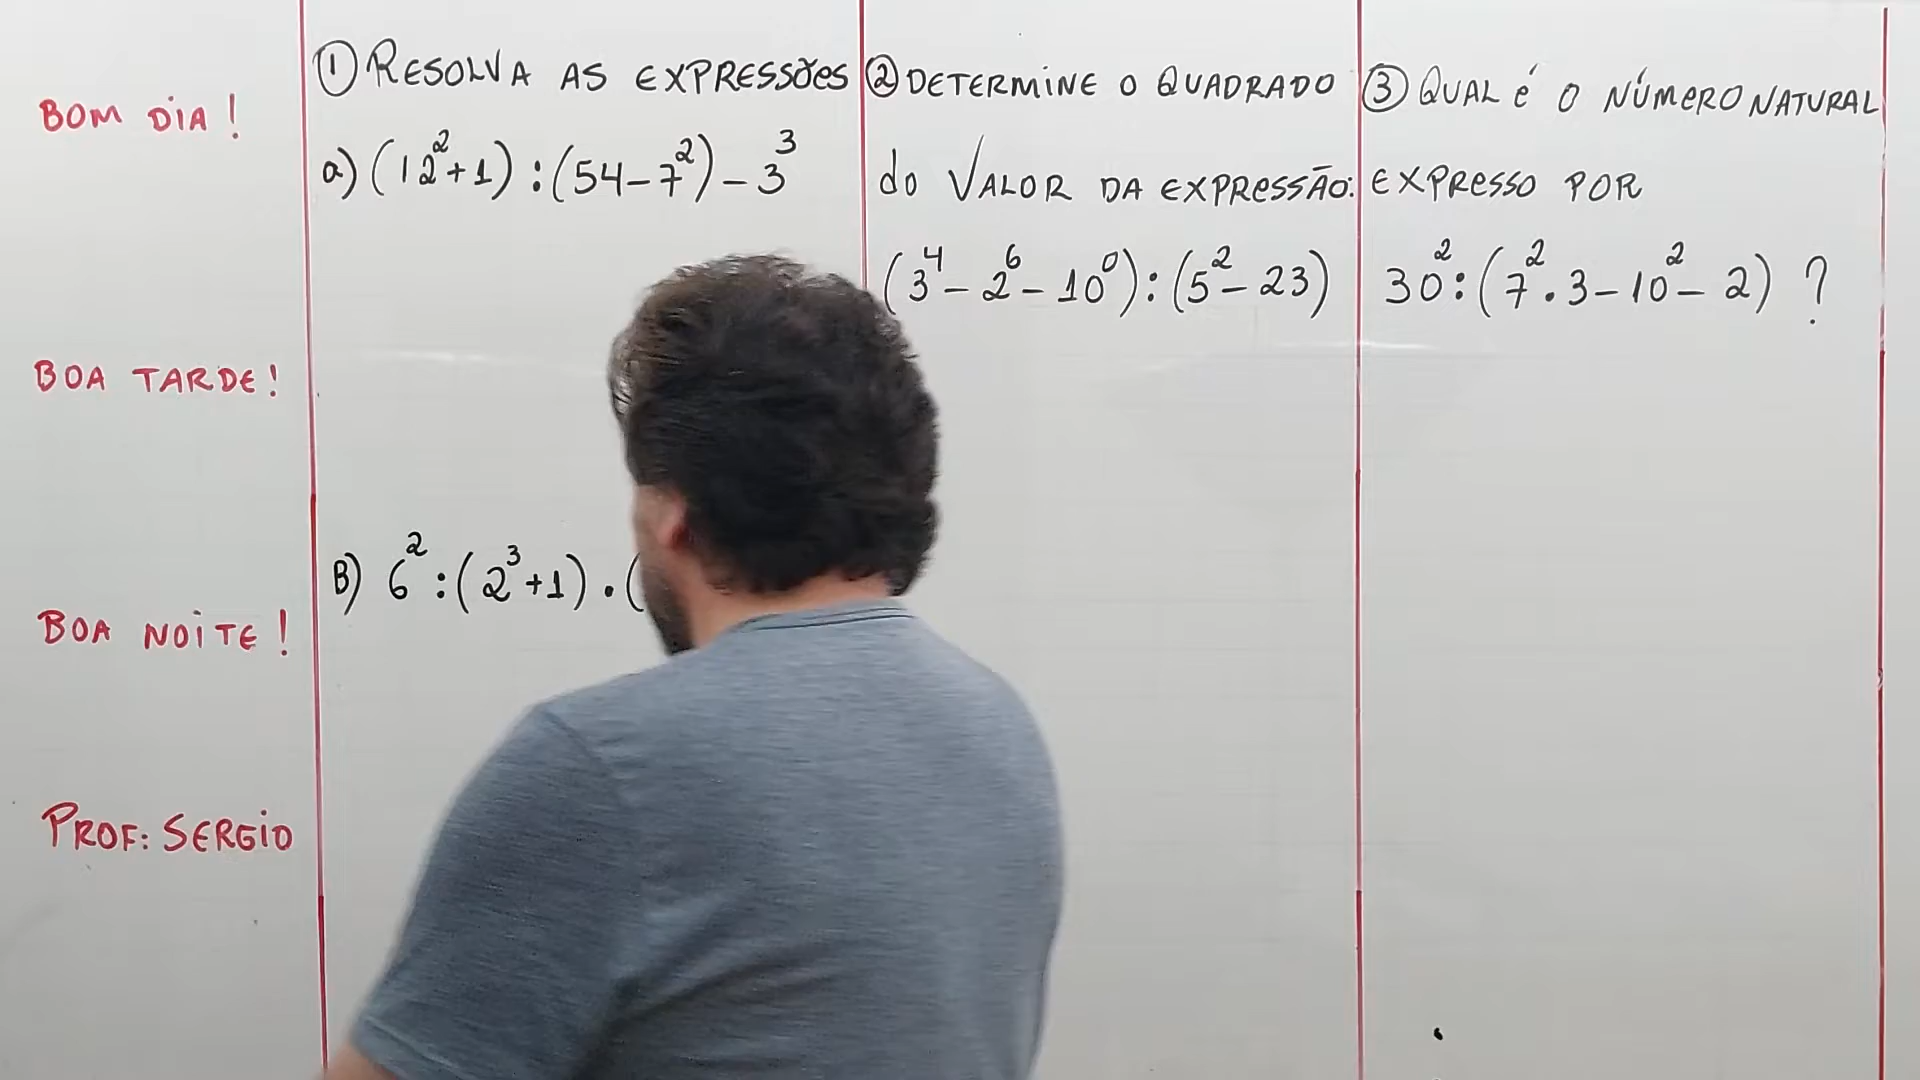 BOM DIA!
BOA TARDE!
BOA NOITE!
PROF: SERGIO
① RESOLVA AS EXPRESSÕES
a) (12²+1) : (54-7²) - 3³
B) 6² : (2³+1) . (
② DETERMINE O QUADRADO
do VALOR DA EXPRESSÃO:
(3⁴ - 2⁶ - 10⁰) : (5² - 23)
③ QUAL é O NÚMERO NATURAL
EXPRESSO POR
30² : (7² . 3 - 10² - 2) ?